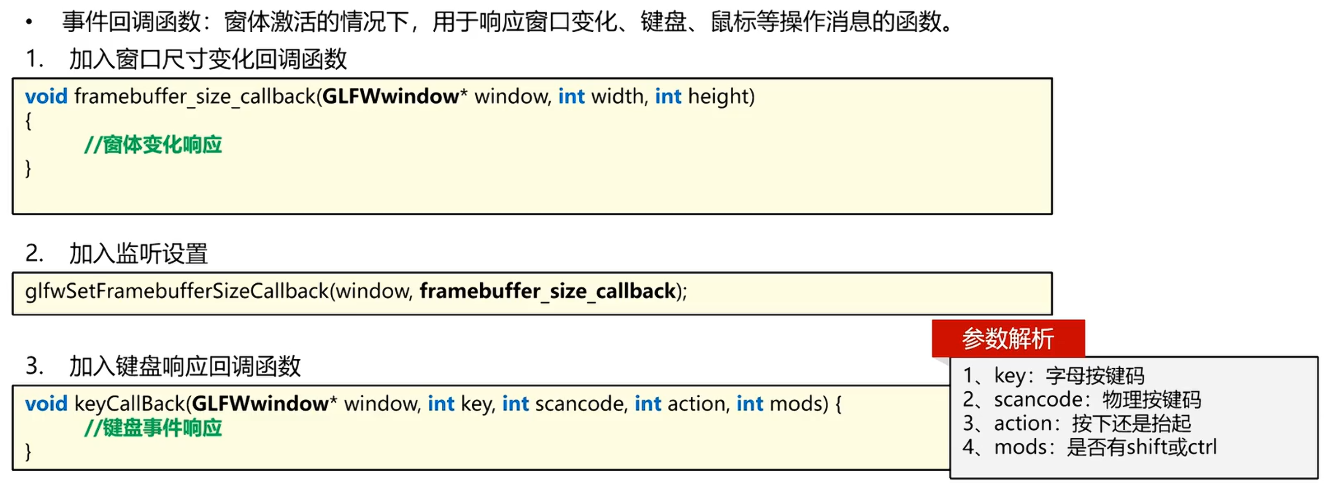 • 事件回调函数：窗体激活的情况下，用于响应窗口变化、键盘、鼠标等操作消息的函数。
1. 加入窗口尺寸变化回调函数
void framebuffer_size_callback(GLFWwindow* window, int width, int height)
{
//窗体变化响应
}
2. 加入监听设置
glfwSetFramebufferSizeCallback(window, framebuffer_size_callback);
3. 加入键盘响应回调函数
void keyCallBack(GLFWwindow* window, int key, int scancode, int action, int mods) {
//键盘事件响应
}
参数解析
1、key：字母按键码
2、scancode：物理按键码
3、action：按下还是抬起
4、mods：是否有shift或ctrl